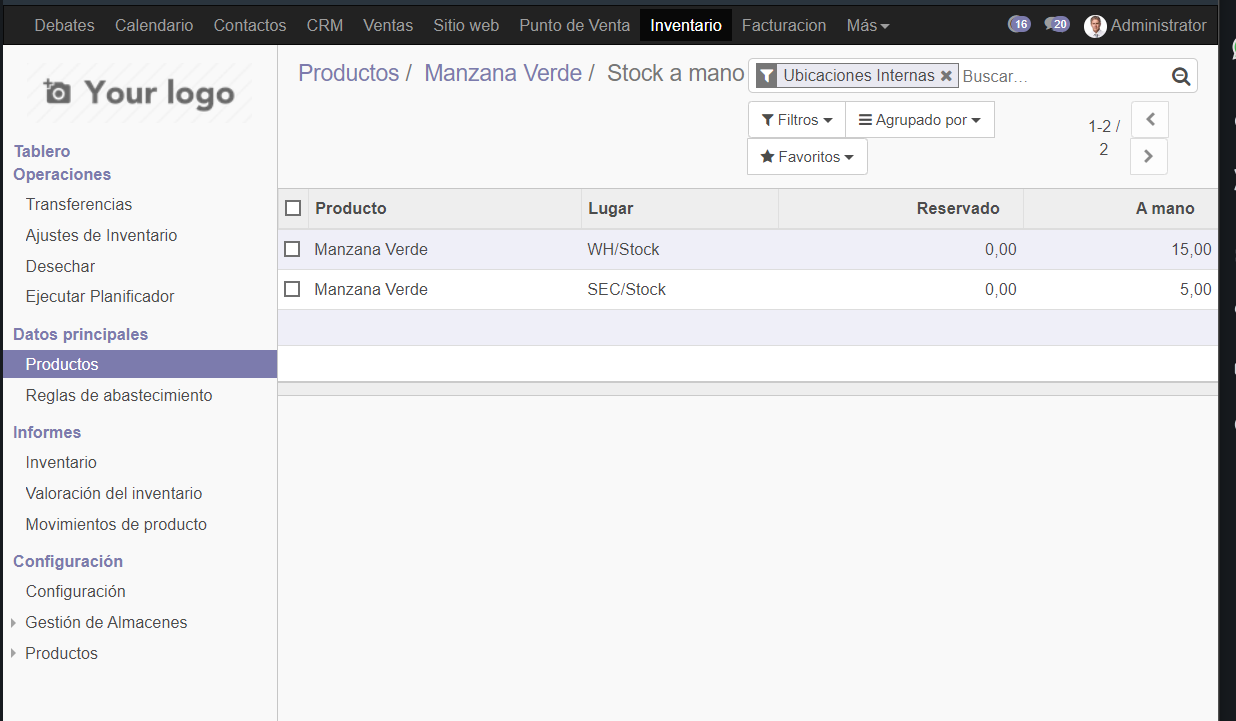 Debates Calendario Contactos CRM Ventas Sitio web Punto de Venta Inventario Facturacion Más 16 20 Administrator
Your logo
Tablero
Operaciones
Transferencias
Ajustes de Inventario
Desechar
Ejecutar Planificador
Datos principales
Productos
Reglas de abastecimiento
Informes
Inventario
Valoración del inventario
Movimientos de producto
Configuración
Configuración
Gestión de Almacenes
Productos
Productos / Manzana Verde / Stock a mano
Ubicaciones Internas Buscar...
Filtros Agrupado por
Favoritos
1-2 /
2
Producto Lugar Reservado A mano
Manzana Verde WH/Stock 0,00 15,00
Manzana Verde SEC/Stock 0,00 5,00